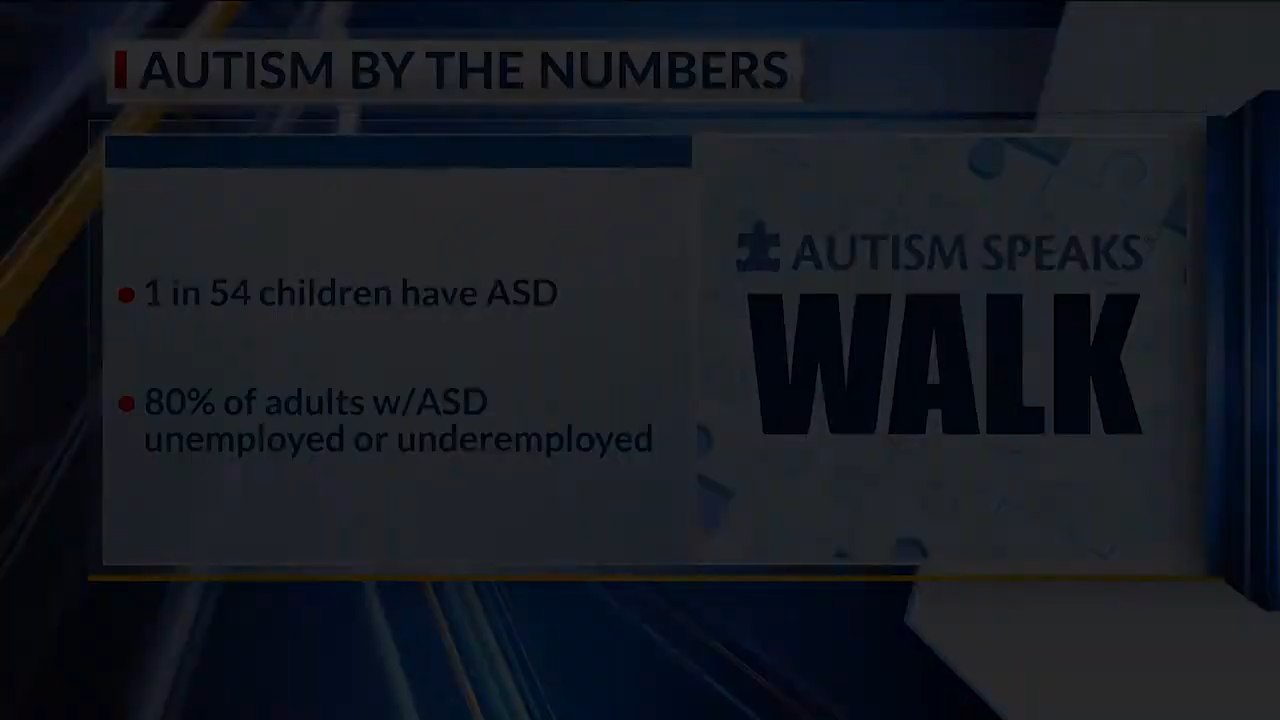 AUTISM BY THE NUMBERS
• 1 in 54 children have ASD
• 80% of adults w/ASD
unemployed or underemployed
AUTISM SPEAKS
WALK